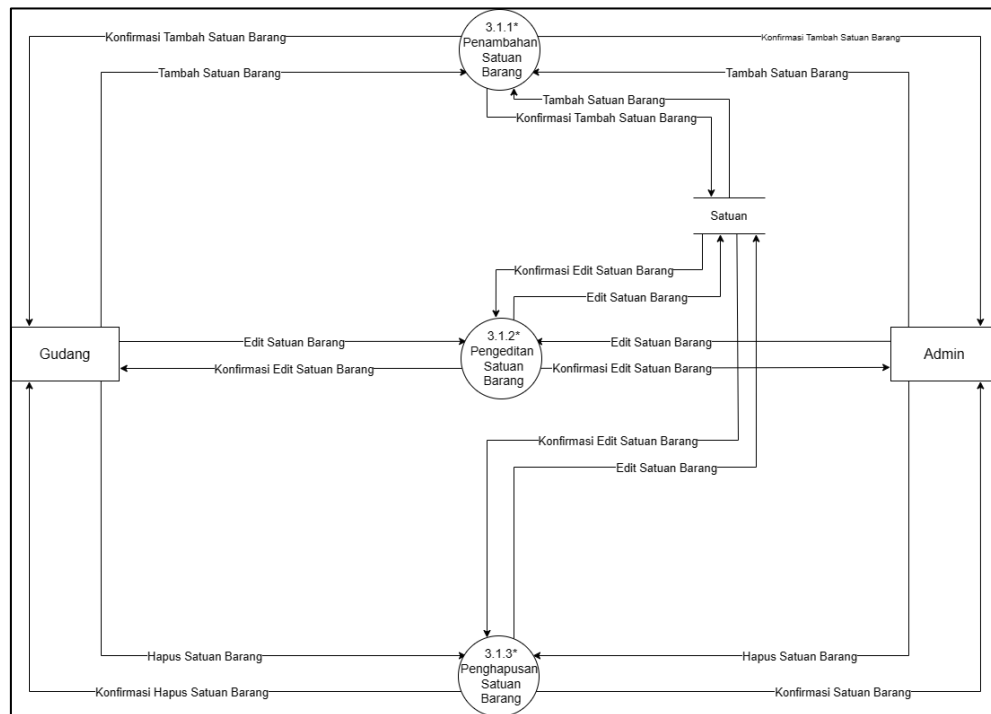 3.1.1*
Penambahan
Satuan
Barang
Konfirmasi Tambah Satuan Barang
Konfirmasi Tambah Satuan Barang
Tambah Satuan Barang
Tambah Satuan Barang
Tambah Satuan Barang
Konfirmasi Tambah Satuan Barang
Satuan
Konfirmasi Edit Satuan Barang
Edit Satuan Barang
Gudang
Edit Satuan Barang
Konfirmasi Edit Satuan Barang
3.1.2*
Pengeditan
Satuan
Barang
Edit Satuan Barang
Konfirmasi Edit Satuan Barang
Admin
Konfirmasi Edit Satuan Barang
Edit Satuan Barang
Hapus Satuan Barang
Konfirmasi Hapus Satuan Barang
3.1.3*
Penghapusan
Satuan
Barang
Hapus Satuan Barang
Konfirmasi Satuan Barang